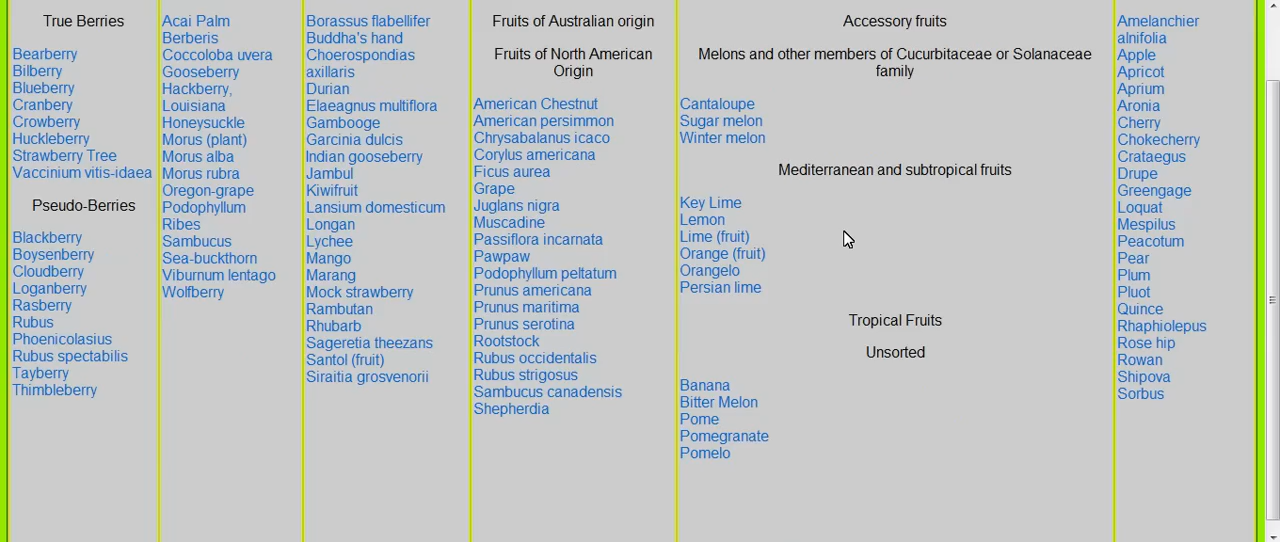 True Berries
Bearberry
Bilberry
Blueberry
Cranbery
Crowberry
Huckleberry
Strawberry Tree
Vaccinium vitis-idaea
Pseudo-Berries
Blackberry
Boysenberry
Cloudberry
Loganberry
Rasberry
Rubus
Phoenicolasius
Rubus spectabilis
Tayberry
Thimbleberry
Acai Palm
Berberis
Coccoloba uvera
Gooseberry
Hackberry,
Louisiana
Honeysuckle
Morus (plant)
Morus alba
Morus rubra
Oregon-grape
Podophyllum
Ribes
Sambucus
Sea-buckthorn
Viburnum lentago
Wolfberry
Borassus flabellifer
Buddha's hand
Choerospondias
axillaris
Durian
Elaeagnus multiflora
Gambooge
Garcinia dulcis
Indian gooseberry
Jambul
Kiwifruit
Lansium domesticum
Longan
Lychee
Mango
Marang
Mock strawberry
Rambutan
Rhubarb
Sageretia theezans
Santol (fruit)
Siraitia grosvenorii
Fruits of Australian origin
Fruits of North American
Origin
American Chestnut
American persimmon
Chrysabalanus icaco
Corylus americana
Ficus aurea
Grape
Juglans nigra
Muscadine
Passiflora incarnata
Pawpaw
Podophyllum peltatum
Prunus americana
Prunus maritima
Prunus serotina
Rootstock
Rubus occidentalis
Rubus strigosus
Sambucus canadensis
Shepherdia
Accessory fruits
Melons and other members of Cucurbitaceae or Solanaceae
family
Cantaloupe
Sugar melon
Winter melon
Mediterranean and subtropical fruits
Key Lime
Lemon
Lime (fruit)
Orange (fruit)
Orangelo
Persian lime
Tropical Fruits
Unsorted
Banana
Bitter Melon
Pome
Pomegranate
Pomelo
Amelanchier
alnifolia
Apple
Apricot
Aprium
Aronia
Cherry
Chokecherry
Crataegus
Drupe
Greengage
Loquat
Mespilus
Peacotum
Pear
Plum
Pluot
Quince
Rhaphiolepus
Rose hip
Rowan
Shipova
Sorbus